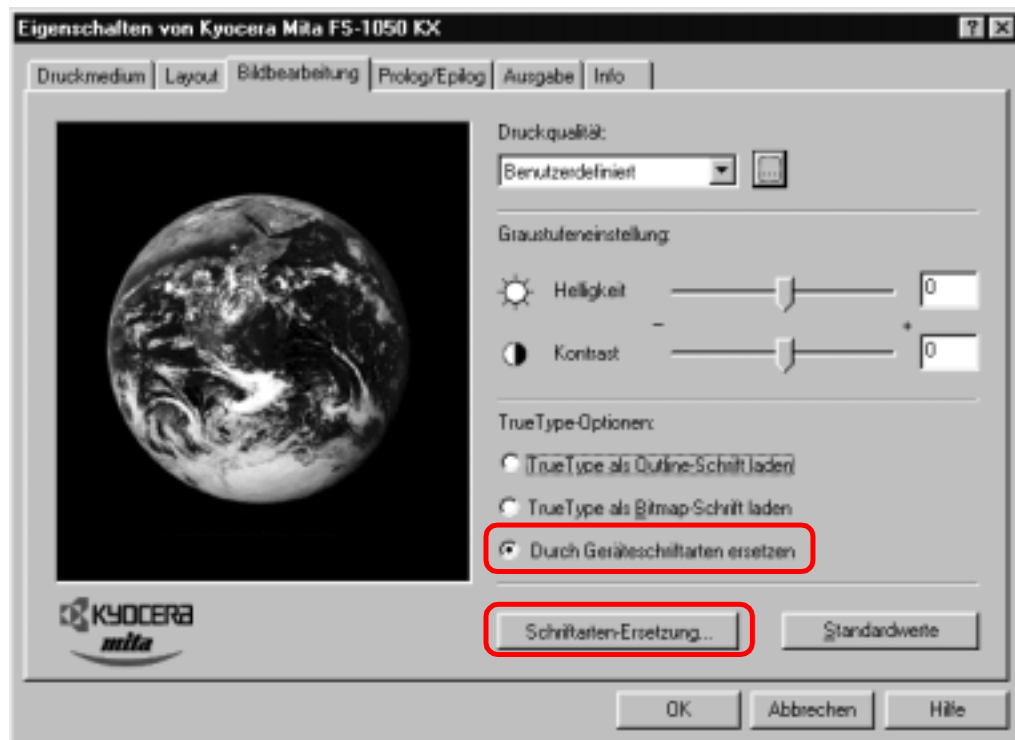 Eigenschaften von Kyocera Mita FS-1050 KX
Druckmedium Layout Bildbearbeitung Prolog/Epilog Ausgabe Info
Druckqualität:
Benutzerdefiniert ...
Graustufeneinstellung:
Helligkeit 0
- +
Kontrast 0
TrueType-Optionen:
TrueType als Outline-Schrift laden
TrueType als Bitmap-Schrift laden
Durch Geräteschriftarten ersetzen
KYOCERA
mita
Schriftarten-Ersetzung... Standardwerte
OK Abbrechen Hilfe